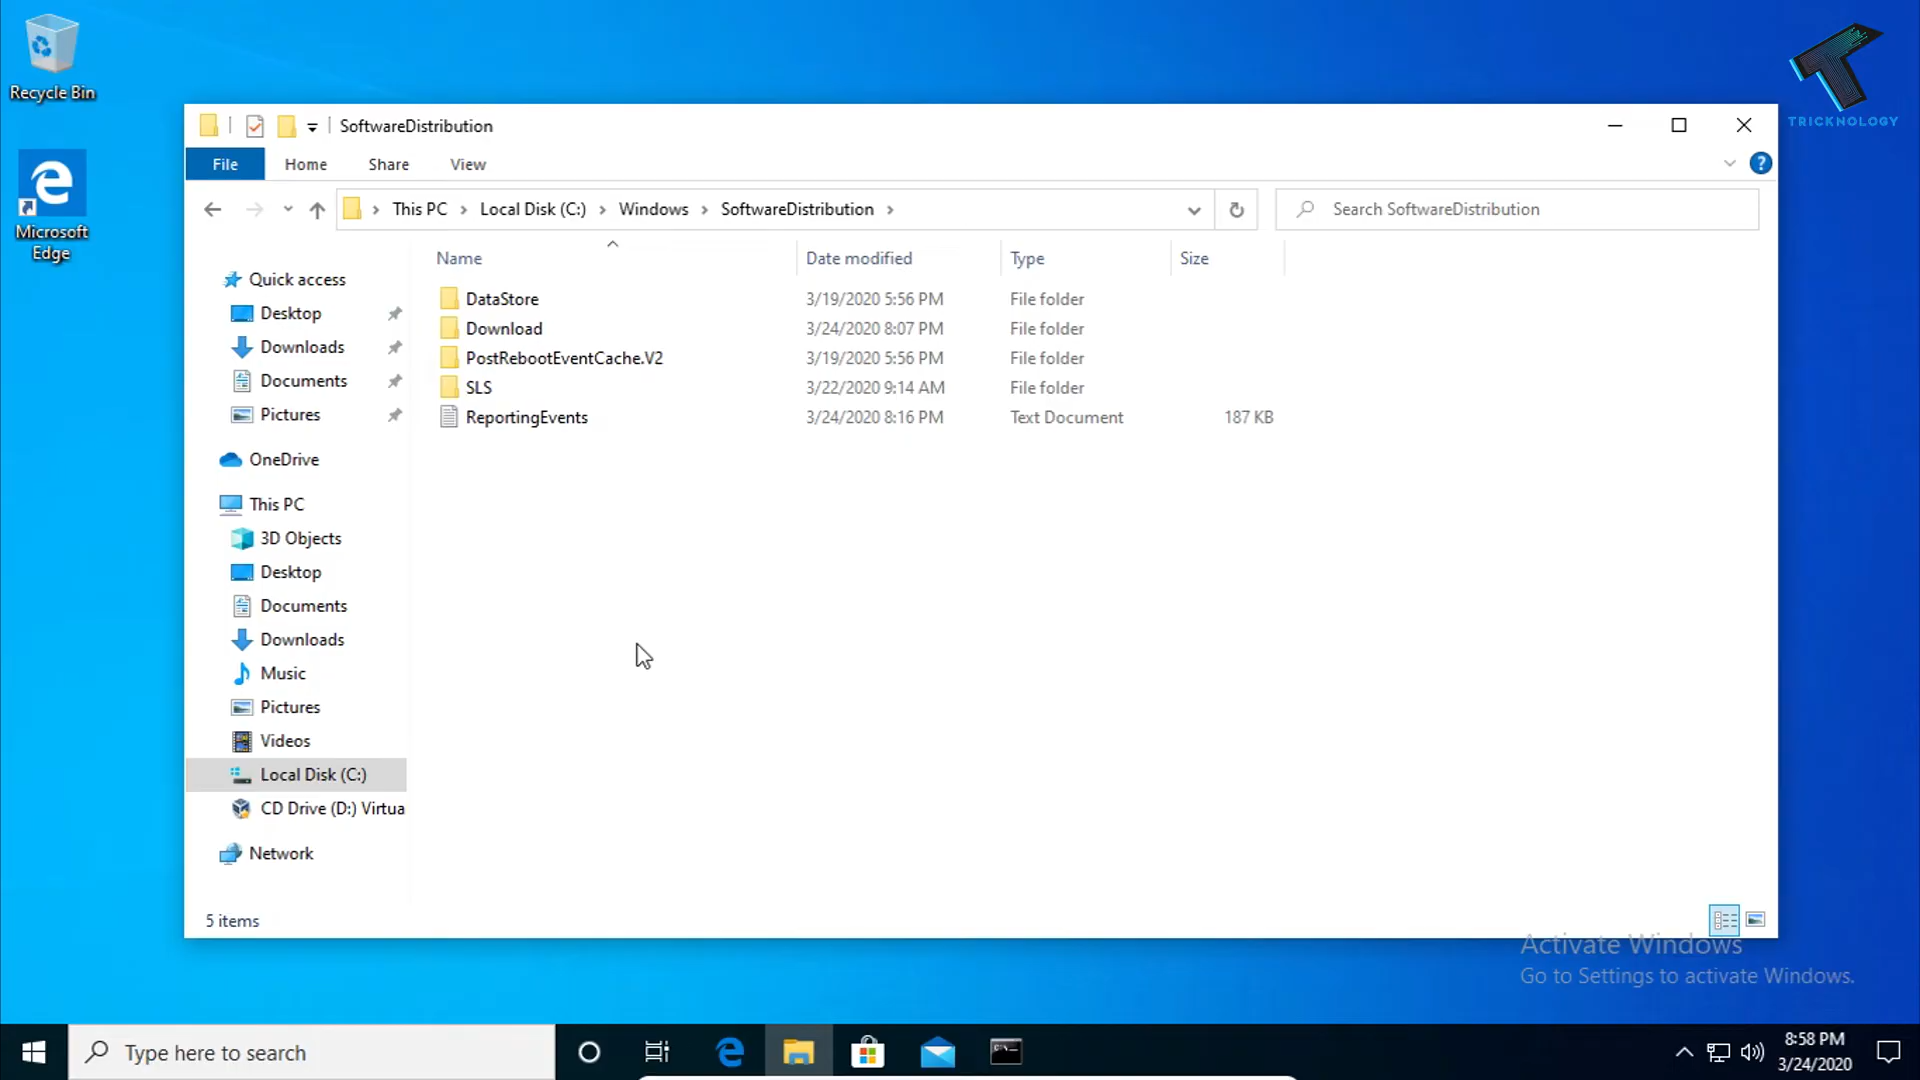 Recycle Bin
Microsoft
Edge
TRICKNOLOGY
SoftwareDistribution
File Home Share View
This PC Local Disk (C:) Windows SoftwareDistribution
Search SoftwareDistribution
Name Date modified Type Size
DataStore 3/19/2020 5:56 PM File folder
Download 3/24/2020 8:07 PM File folder
PostRebootEventCache.V2 3/19/2020 5:56 PM File folder
SLS 3/22/2020 9:14 AM File folder
ReportingEvents 3/24/2020 8:16 PM Text Document 187 KB
Quick access
Desktop
Downloads
Documents
Pictures
OneDrive
This PC
3D Objects
Desktop
Documents
Downloads
Music
Pictures
Videos
Local Disk (C:)
CD Drive (D:) Virtua
Network
5 items
Activate Windows
Go to Settings to activate Windows.
Type here to search
8:58 PM
3/24/2020